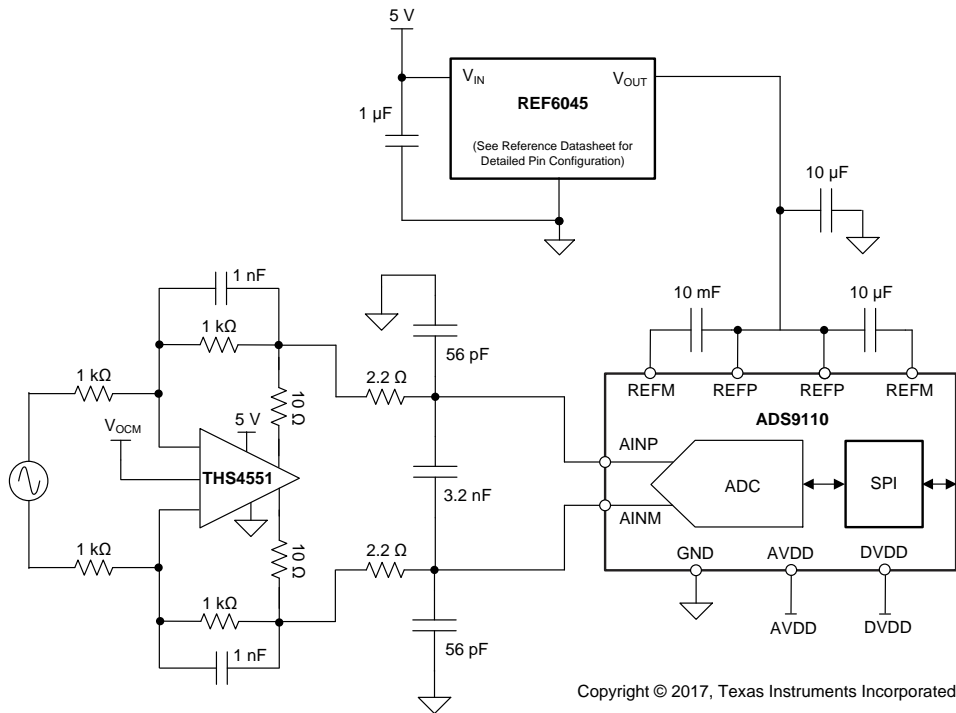 5 V
V_IN
V_OUT
REF6045
1 µF
(See Reference Datasheet for
Detailed Pin Configuration)
10 µF
1 nF
10 mF
10 µF
1 kΩ
56 pF
1 kΩ
2.2 Ω
REFM
REFP
REFP
REFM
10 Ω
ADS9110
V_OCM
5 V
AINP
THS4551
3.2 nF
ADC
SPI
AINM
1 kΩ
2.2 Ω
10 Ω
GND
AVDD
DVDD
1 kΩ
AVDD
DVDD
1 nF
56 pF
Copyright © 2017, Texas Instruments Incorporated